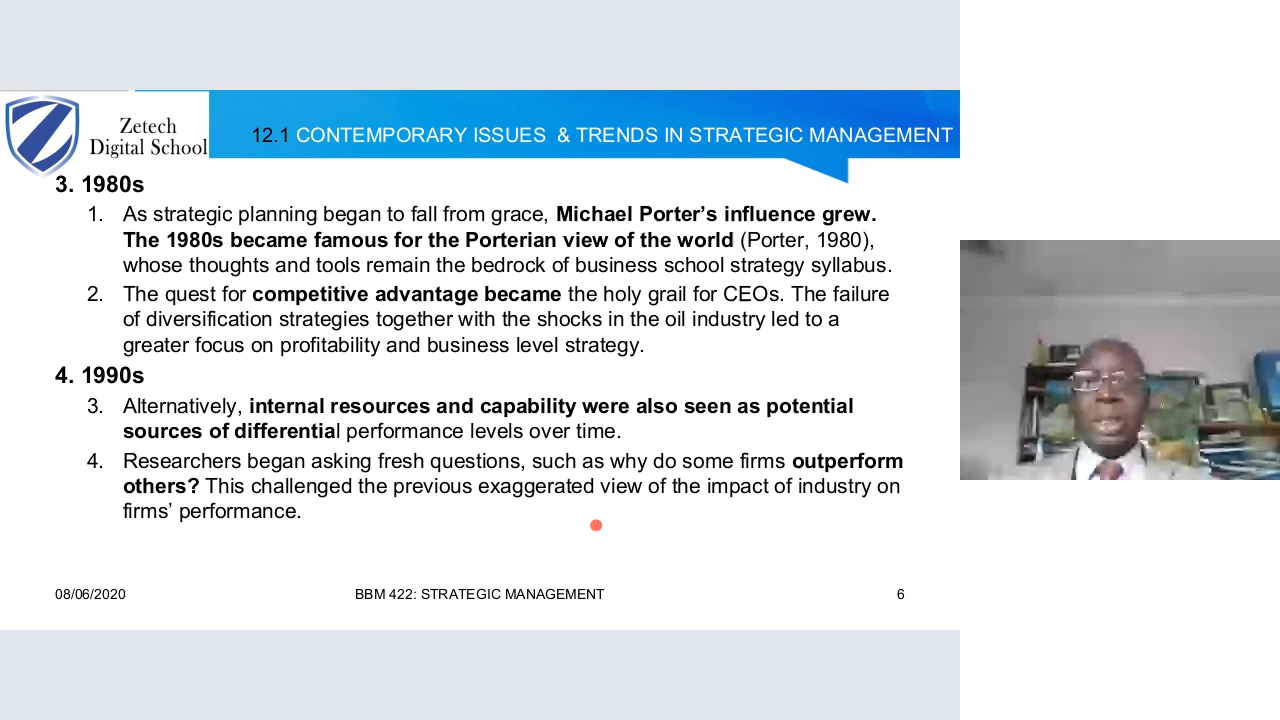 Zetech
Digital School
12.1 CONTEMPORARY ISSUES & TRENDS IN STRATEGIC MANAGEMENT
3. 1980s
1. As strategic planning began to fall from grace, Michael Porter’s influence grew.
The 1980s became famous for the Porterian view of the world (Porter, 1980),
whose thoughts and tools remain the bedrock of business school strategy syllabus.
2. The quest for competitive advantage became the holy grail for CEOs. The failure
of diversification strategies together with the shocks in the oil industry led to a
greater focus on profitability and business level strategy.
4. 1990s
3. Alternatively, internal resources and capability were also seen as potential
sources of differential performance levels over time.
4. Researchers began asking fresh questions, such as why do some firms outperform
others? This challenged the previous exaggerated view of the impact of industry on
firms’ performance.
08/06/2020
BBM 422: STRATEGIC MANAGEMENT
6